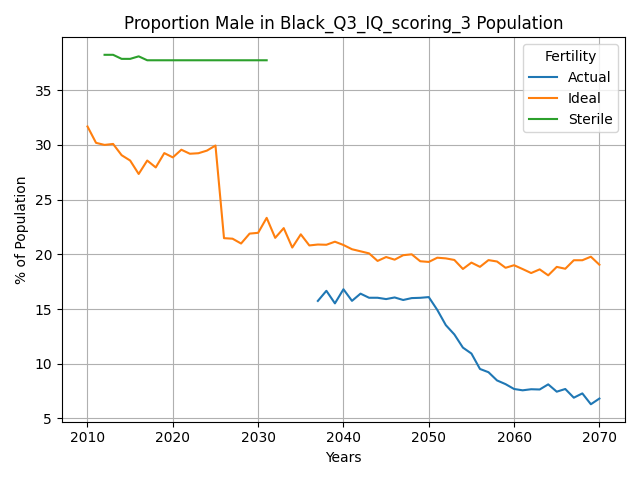 Proportion Male in Black_Q3_IQ_scoring_3 Population
% of Population
35
30
25
20
15
10
5
Fertility
Actual
Ideal
Sterile
2010 2020 2030 2040 2050 2060 2070
Years